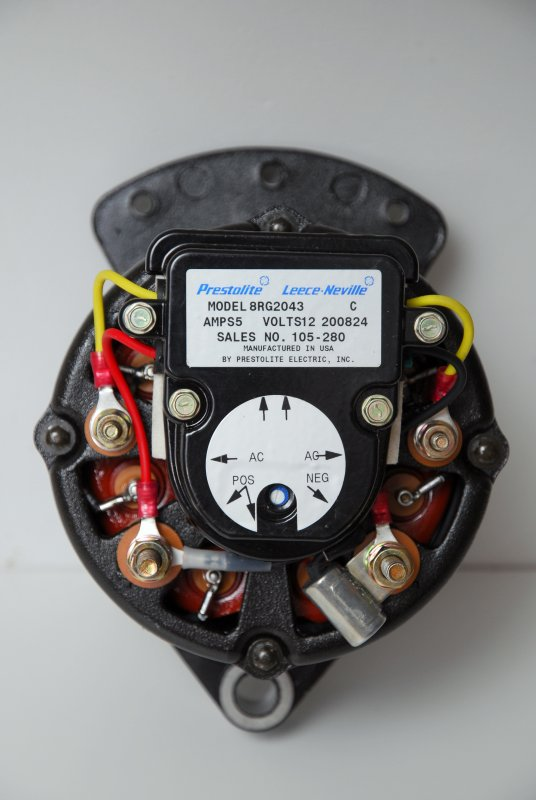 Prestolite Leece-Neville
MODEL 8RG2043 C
AMPS5 VOLTS12 200824
SALES NO. 105-280
MANUFACTURED IN USA
BY PRESTOLITE ELECTRIC, INC.
AC AC
POS NEG